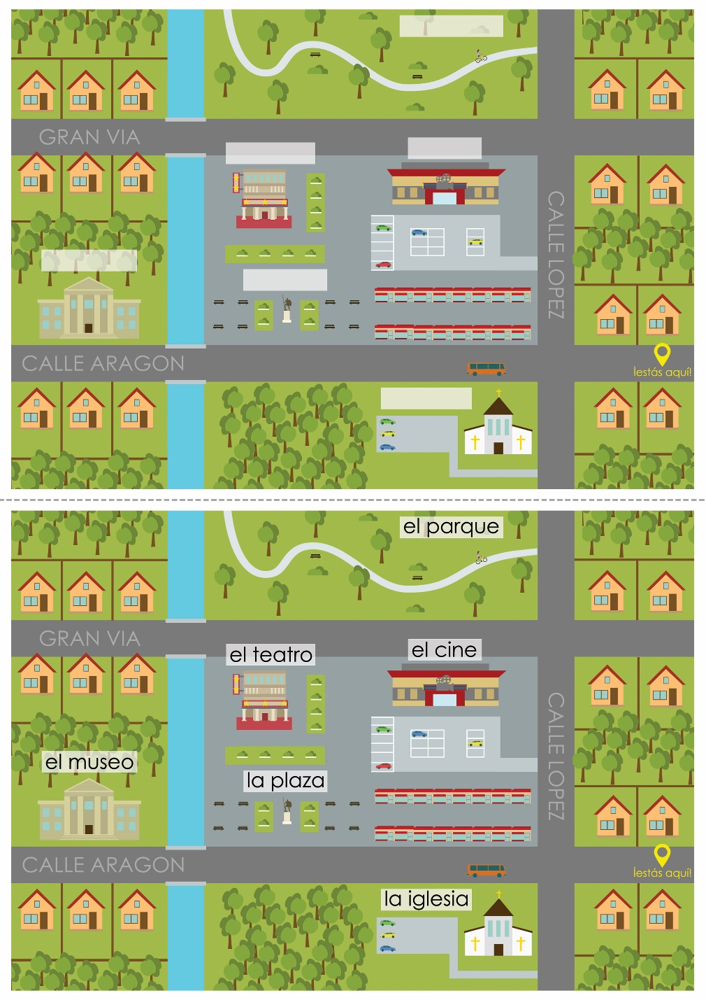 GRAN VIA
CALLE LOPEZ
CALLE ARAGON
¡estás aquí!
el parque
GRAN VIA
el teatro
el cine
CALLE LOPEZ
el museo
la plaza
CALLE ARAGON
¡estás aquí!
la iglesia